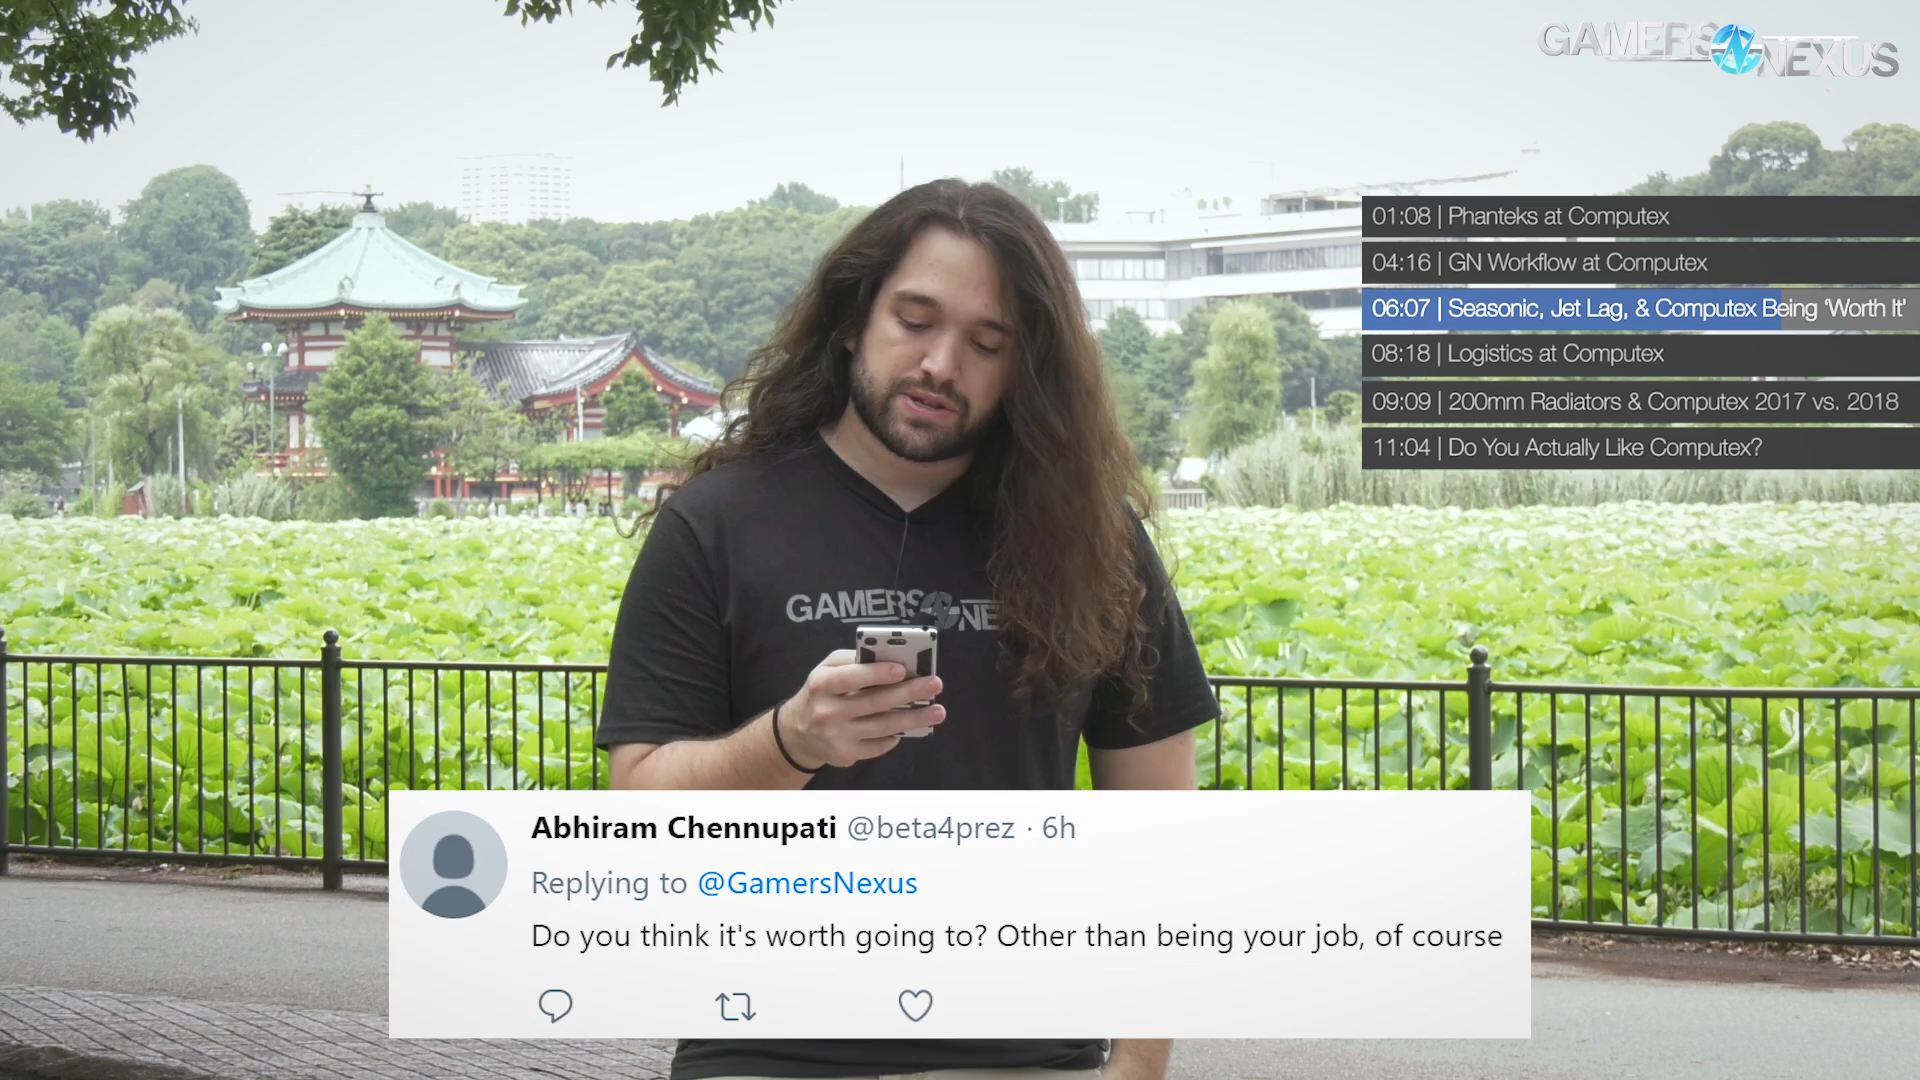 GAMERS NEXUS
01:08 | Phanteks at Computex
04:16 | GN Workflow at Computex
06:07 | Seasonic, Jet Lag, & Computex Being 'Worth It'
08:18 | Logistics at Computex
09:09 | 200mm Radiators & Computex 2017 vs. 2018
11:04 | Do You Actually Like Computex?
GAMERS NE
Abhiram Chennupati @beta4prez · 6h
Replying to @GamersNexus
Do you think it's worth going to? Other than being your job, of course